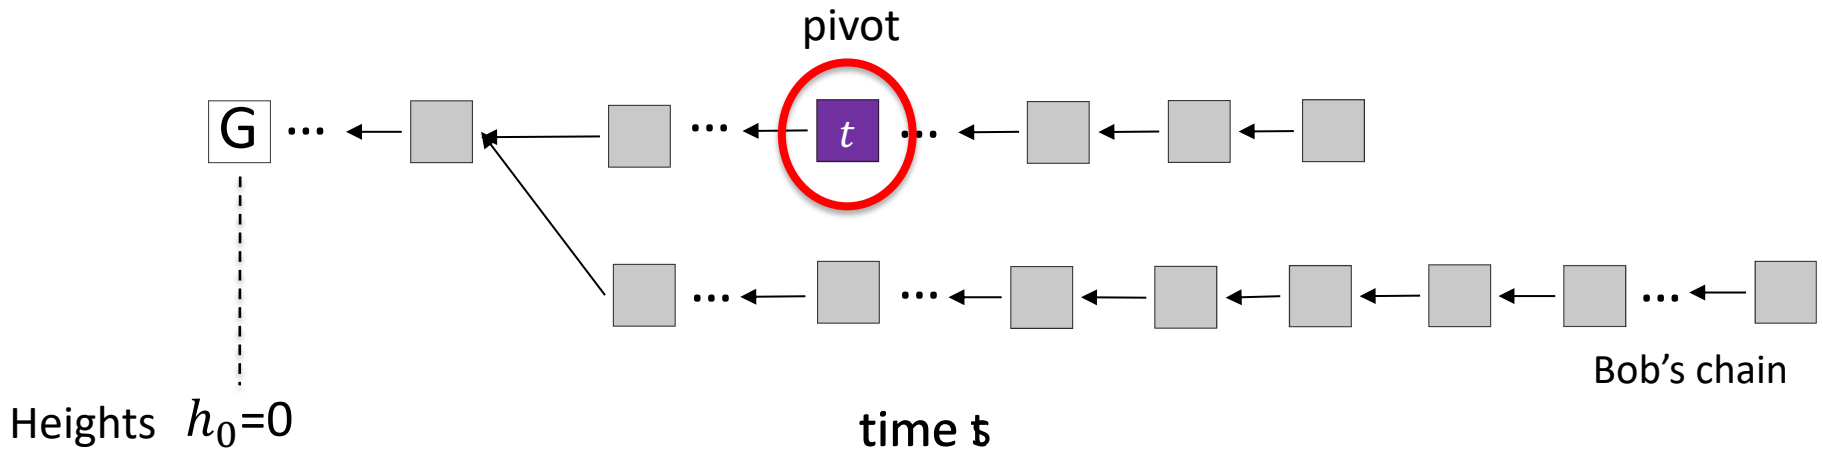 pivot
G ... ... t ...
... ... ...
Bob’s chain
Heights h₀=0
time